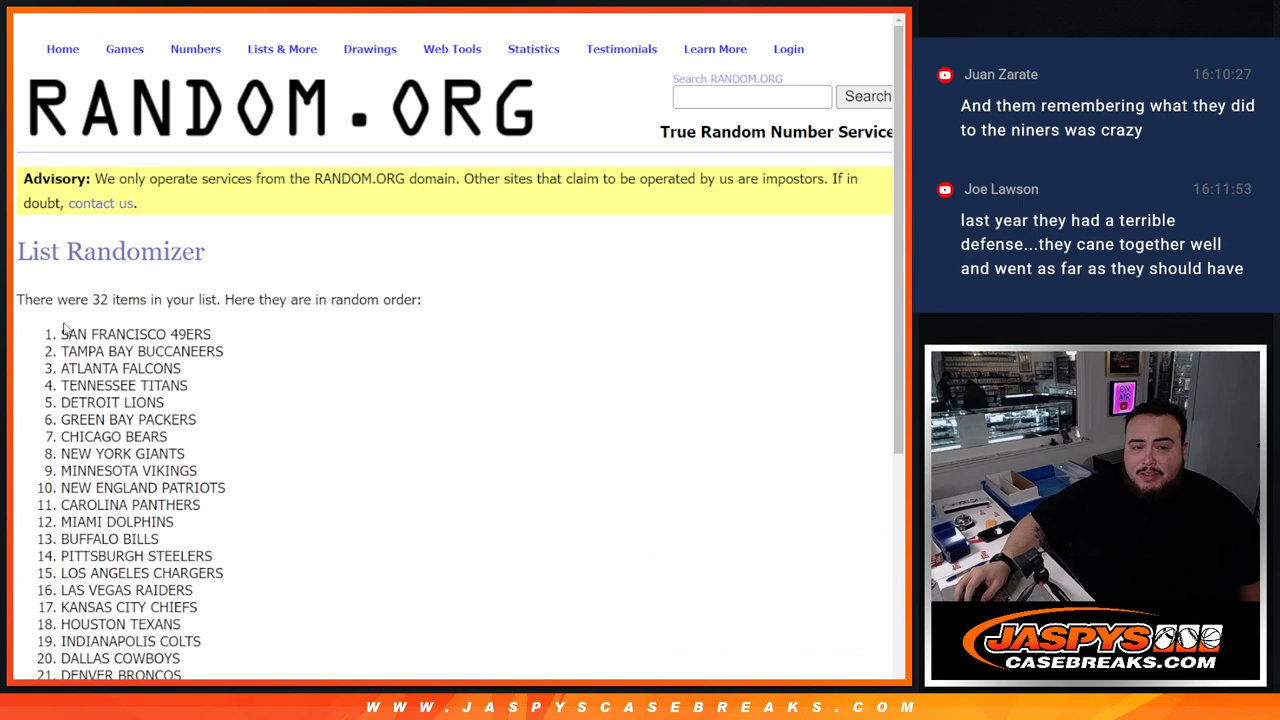 Home Games Numbers Lists & More Drawings Web Tools Statistics Testimonials Learn More Login
RANDOM.ORG
Search RANDOM.ORG
Search
True Random Number Service
Advisory: We only operate services from the RANDOM.ORG domain. Other sites that claim to be operated by us are impostors. If in
doubt, contact us.
List Randomizer
There were 32 items in your list. Here they are in random order:
1. SAN FRANCISCO 49ERS
2. TAMPA BAY BUCCANEERS
3. ATLANTA FALCONS
4. TENNESSEE TITANS
5. DETROIT LIONS
6. GREEN BAY PACKERS
7. CHICAGO BEARS
8. NEW YORK GIANTS
9. MINNESOTA VIKINGS
10. NEW ENGLAND PATRIOTS
11. CAROLINA PANTHERS
12. MIAMI DOLPHINS
13. BUFFALO BILLS
14. PITTSBURGH STEELERS
15. LOS ANGELES CHARGERS
16. LAS VEGAS RAIDERS
17. KANSAS CITY CHIEFS
18. HOUSTON TEXANS
19. INDIANAPOLIS COLTS
20. DALLAS COWBOYS
21. DENVER BRONCOS
Juan Zarate 16:10:27
And them remembering what they did
to the niners was crazy
Joe Lawson 16:11:53
last year they had a terrible
defense...they cane together well
and went as far as they should have
ON
AIR
JASPYS
CASEBREAKS.COM
WWW.JASPYSCASEBREAKS.COM